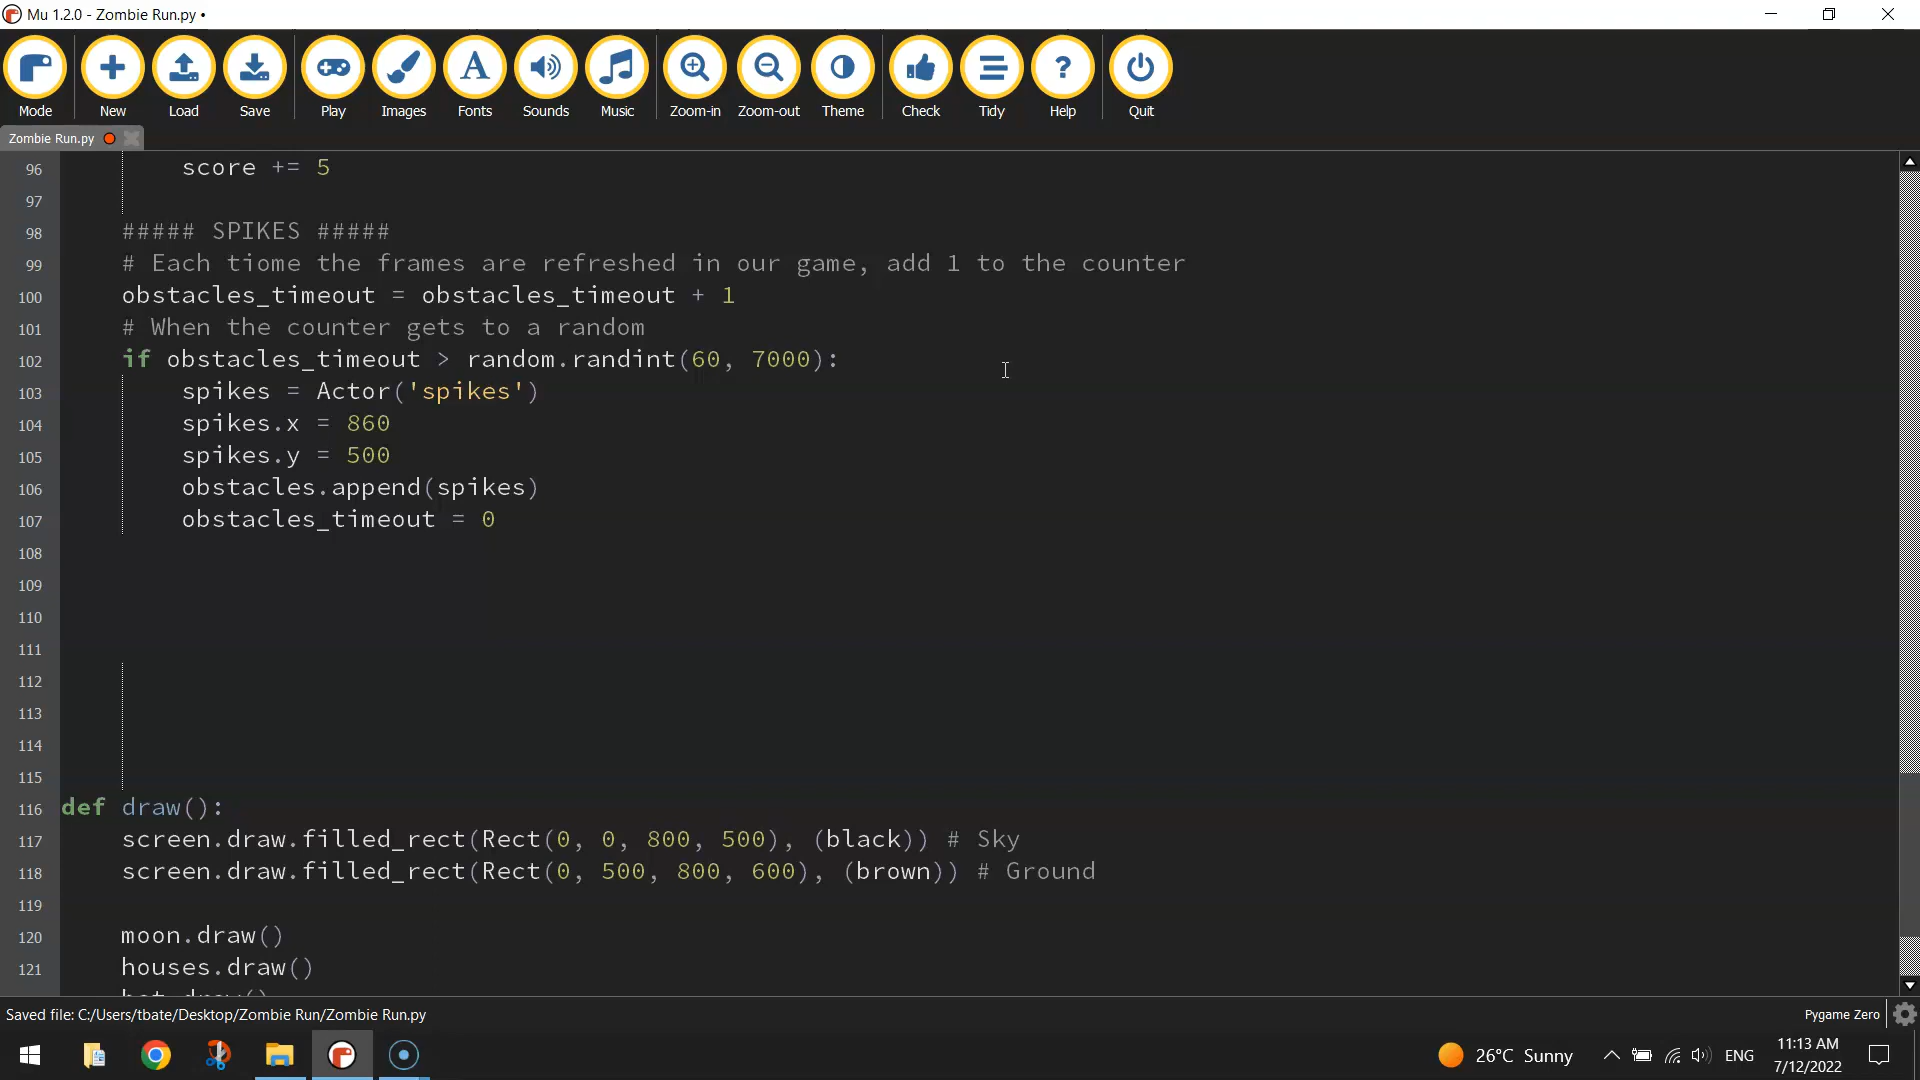 Mu 1.2.0 - Zombie Run.py •
Mode
New
Load
Save
Play
Images
Fonts
Sounds
Music
Zoom-in
Zoom-out
Theme
Check
Tidy
Help
Quit
Zombie Run.py
96 score += 5
97
98 ##### SPIKES #####
99 # Each tiome the frames are refreshed in our game, add 1 to the counter
100 obstacles_timeout = obstacles_timeout + 1
101 # When the counter gets to a random
102 if obstacles_timeout > random.randint(60, 7000):
103 spikes = Actor('spikes')
104 spikes.x = 860
105 spikes.y = 500
106 obstacles.append(spikes)
107 obstacles_timeout = 0
108
109
110
111
112
113
114
115
116 def draw():
117 screen.draw.filled_rect(Rect(0, 0, 800, 500), (black)) # Sky
118 screen.draw.filled_rect(Rect(0, 500, 800, 600), (brown)) # Ground
119
120 moon.draw()
121 houses.draw()
Saved file: C:/Users/tbate/Desktop/Zombie Run/Zombie Run.py
Pygame Zero
26°C Sunny
ENG
11:13 AM
7/12/2022